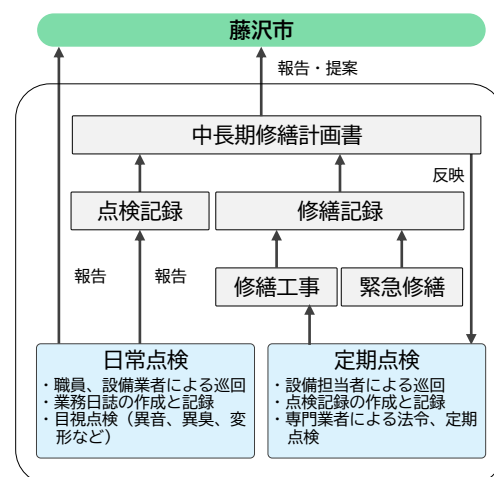 藤沢市
報告・提案
中長期修繕計画書
反映
点検記録
修繕記録
報告
報告
修繕工事
緊急修繕
日常点検
・職員、設備業者による巡回
・業務日誌の作成と記録
・目視点検（異音、異臭、変
形など）
定期点検
・設備担当者による巡回
・点検記録の作成と記録
・専門業者による法令、定期
点検